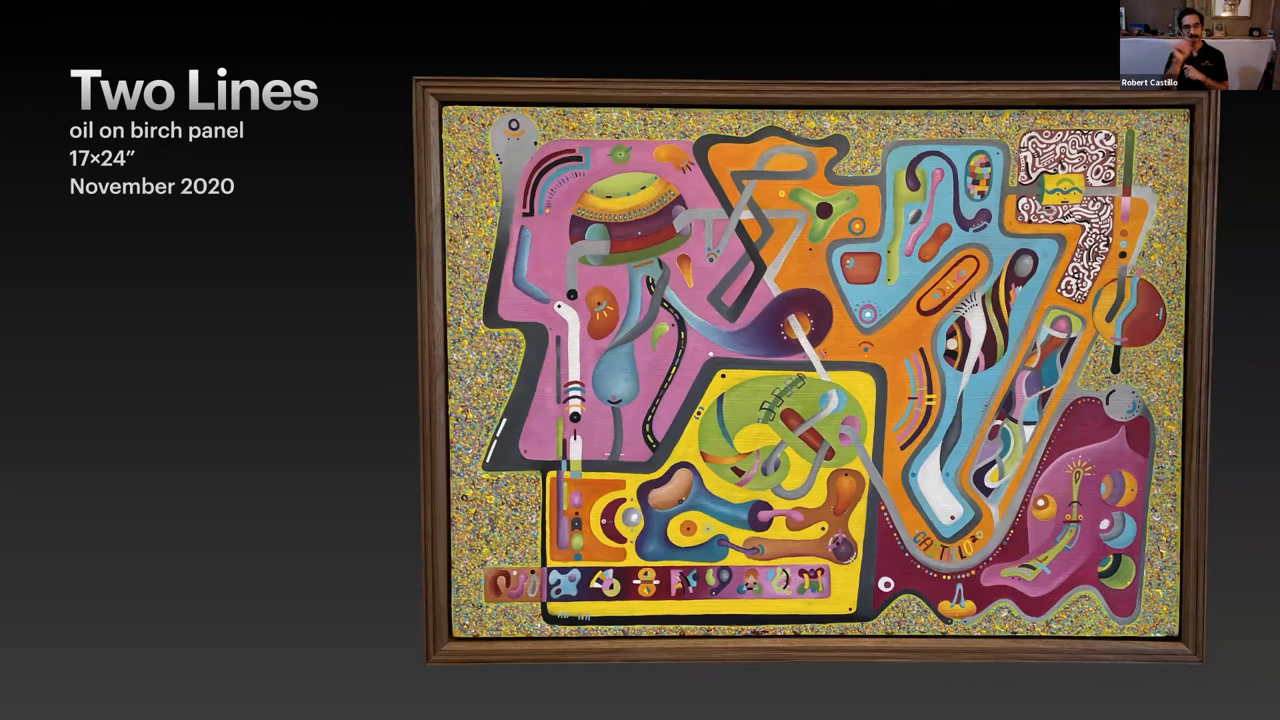 Two Lines
oil on birch panel
17×24”
November 2020
Robert Castillo